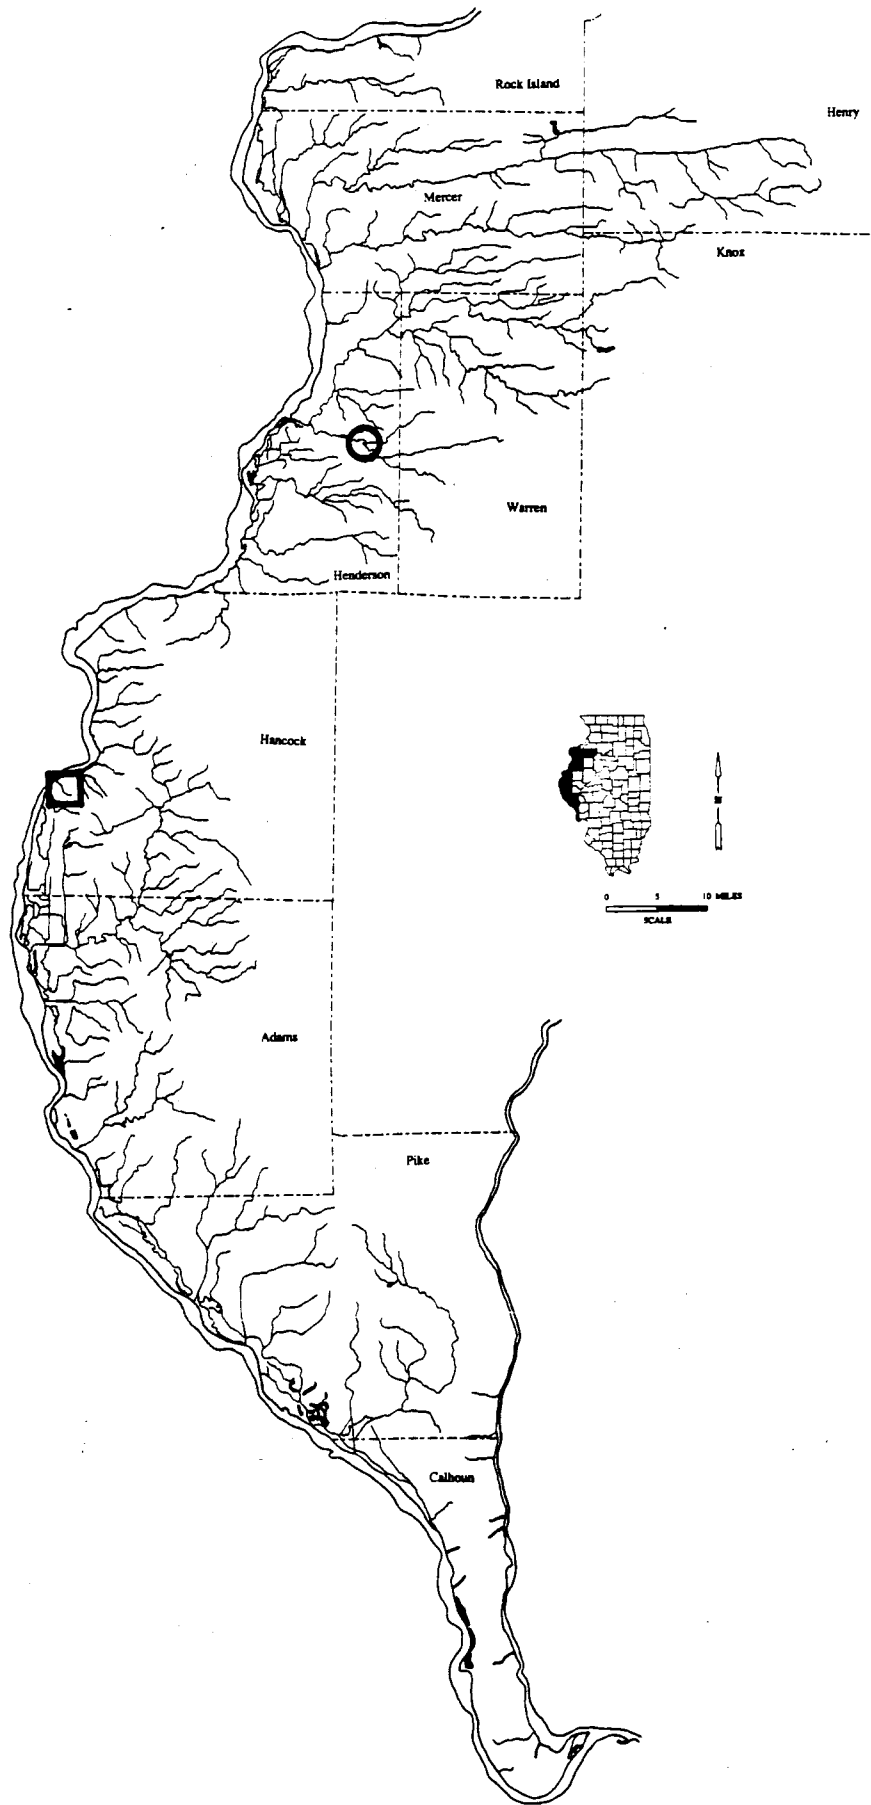 Rock Island
Henry
Mercer
Knox
Warren
Henderson
Hancock
0 5 10 MILES
SCALE
Adams
Pike
Calhoun